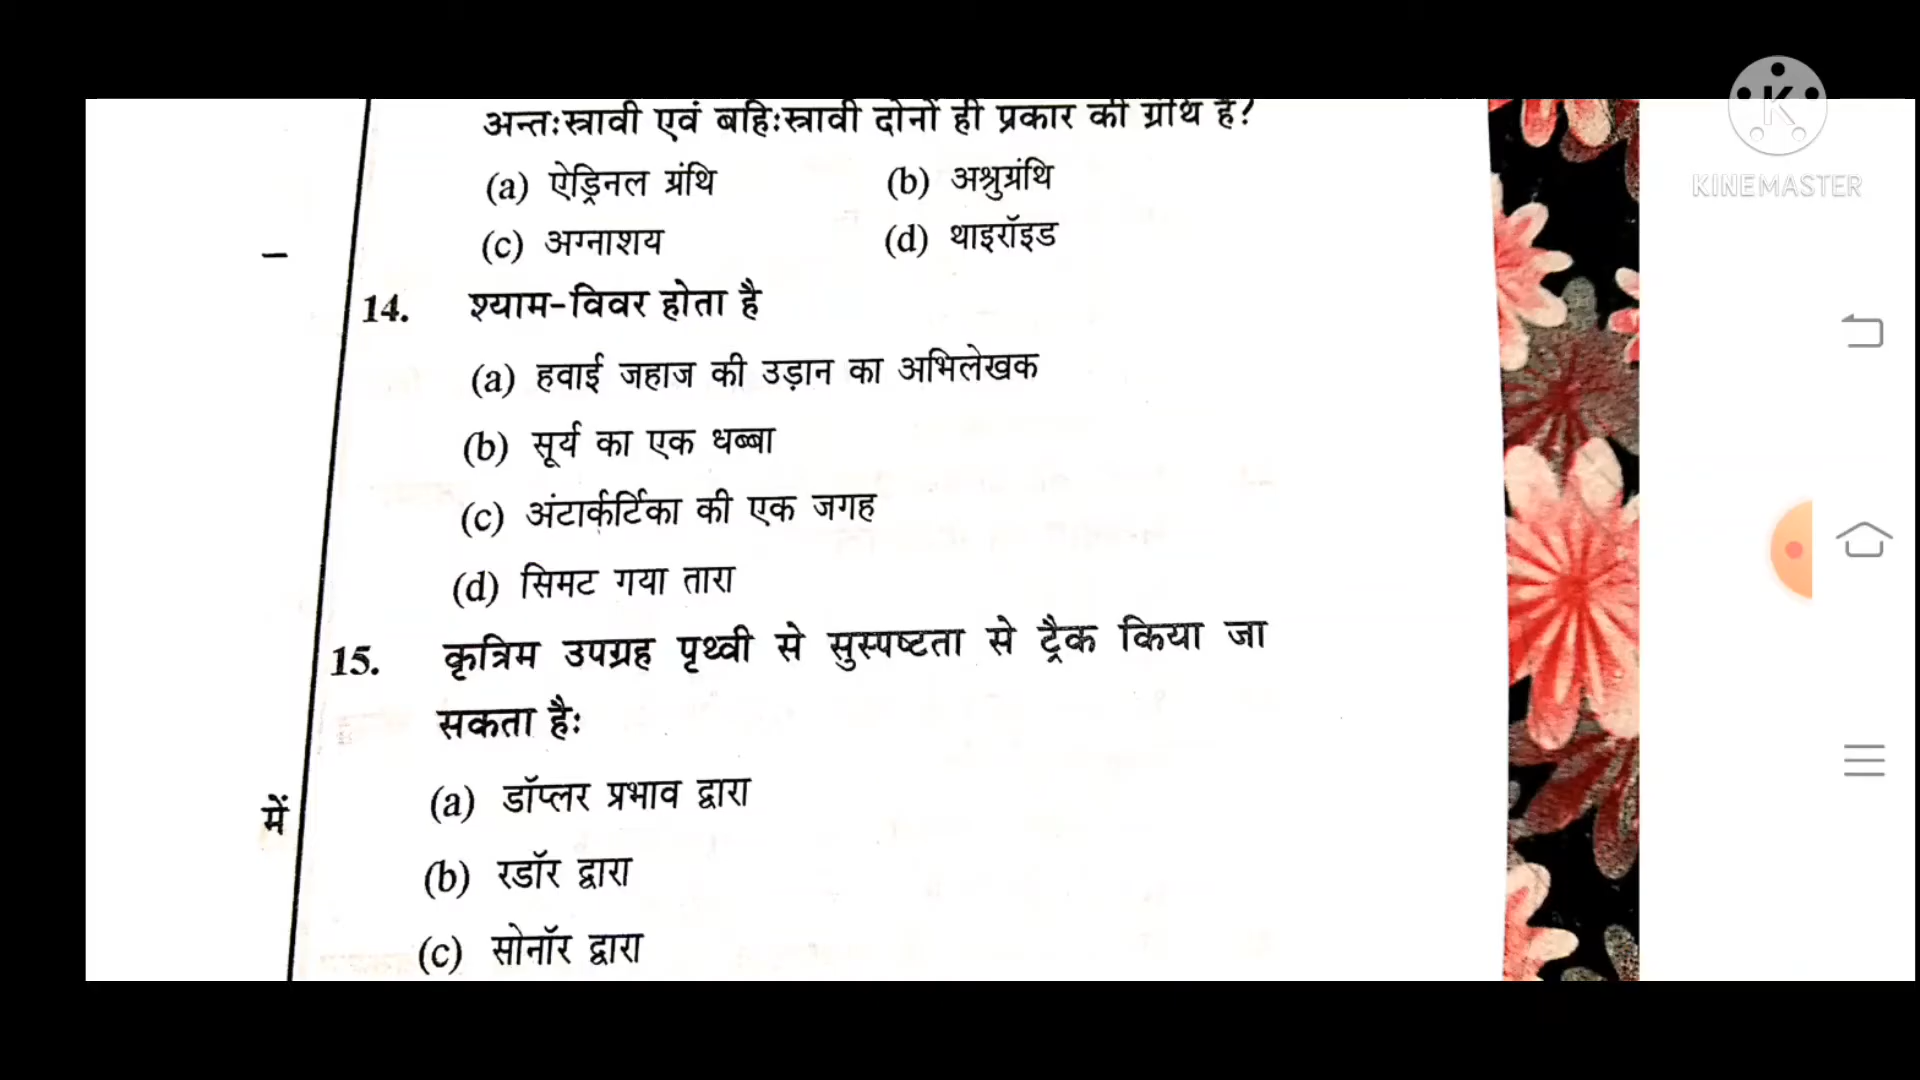 अन्तःस्त्रावी एवं बहिःस्त्रावी दोनों ही प्रकार की ग्रंथि है?
(a) ऐड्रिनल ग्रंथि (b) अश्रुग्रंथि
(c) अग्नाशय (d) थाइरॉइड
14. श्याम-विवर होता है
(a) हवाई जहाज की उड़ान का अभिलेखक
(b) सूर्य का एक धब्बा
(c) अंटार्कर्टिका की एक जगह
(d) सिमट गया तारा
15. कृत्रिम उपग्रह पृथ्वी से सुस्पष्टता से ट्रैक किया जा
सकता है:
(a) डॉप्लर प्रभाव द्वारा
में
(b) रडॉर द्वारा
(c) सोनॉर द्वारा
K
KINEMASTER